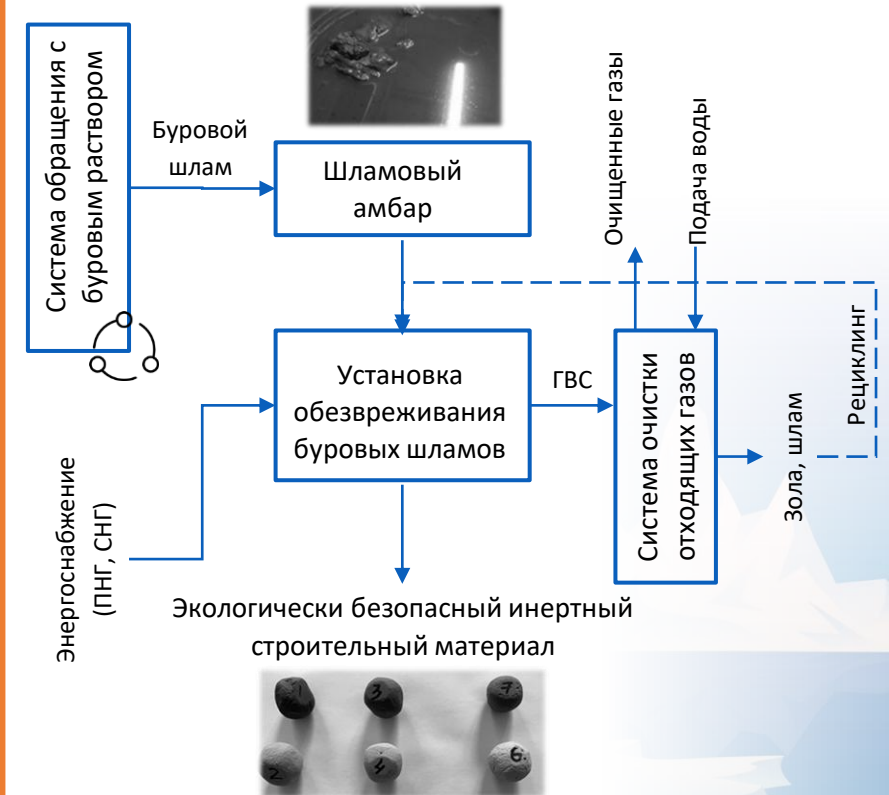 Система обращения с
буровым раствором
Буровой
шлам
Шламовый
амбар
Очищенные газы
Подача воды
Установка
обезвреживания
буровых шламов
ГВС
Система очистки
отходящих газов
Зола, шлам
Рециклинг
Энергоснабжение
(ПНГ, СНГ)
Экологически безопасный инертный
строительный материал
1 3 7
2 4 6.